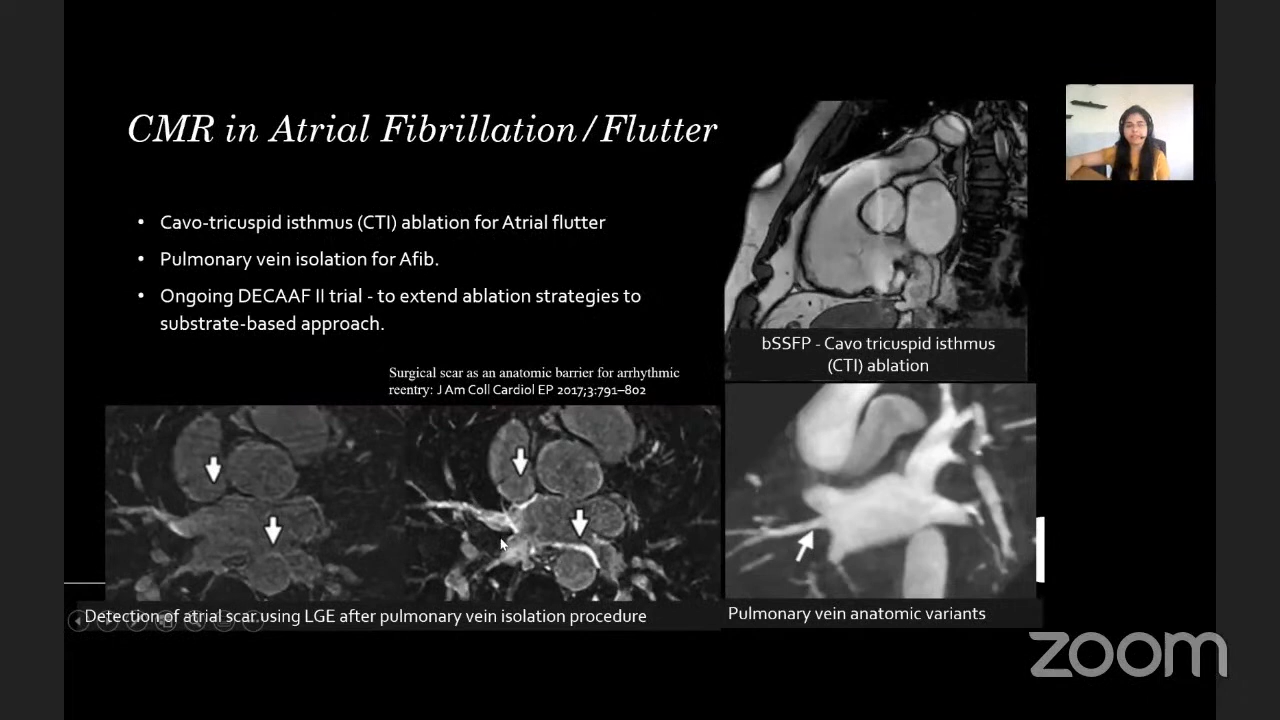 CMR in Atrial Fibrillation/Flutter
• Cavo-tricuspid isthmus (CTI) ablation for Atrial flutter
• Pulmonary vein isolation for Afib.
• Ongoing DECAAF II trial - to extend ablation strategies to
substrate-based approach.
Surgical scar as an anatomic barrier for arrhythmic
reentry: J Am Coll Cardiol EP 2017;3:791–802
bSSFP - Cavo tricuspid isthmus
(CTI) ablation
Detection of atrial scar using LGE after pulmonary vein isolation procedure
Pulmonary vein anatomic variants
zoom